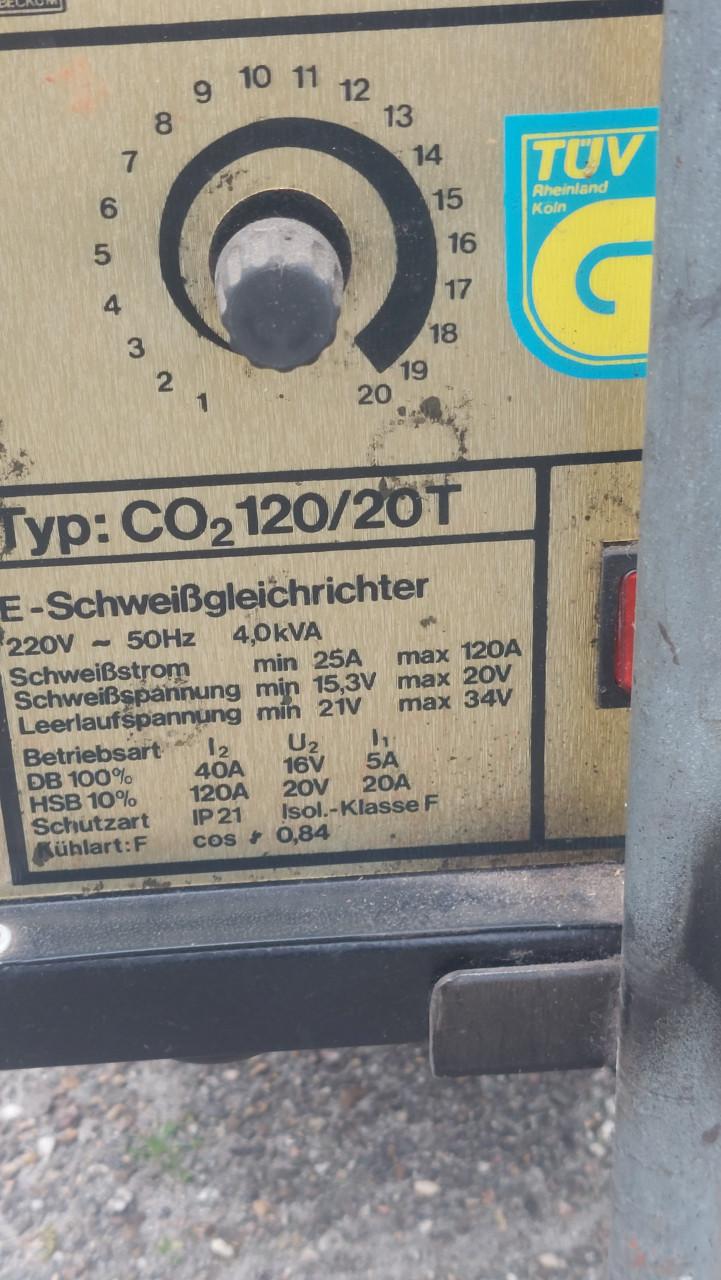 BECKUM
1 2 3 4 5 6 7 8 9 10 11 12 13 14 15 16 17 18 19 20
TÜV
Rheinland
Köln
Typ: CO₂ 120/20T
E-Schweißgleichrichter
220V ~ 50Hz 4,0kVA
Schweißstrom min 25A max 120A
Schweißspannung min 15,3V max 20V
Leerlaufspannung min 21V max 34V
Betriebsart I₂ U₂ I₁
DB 100% 40A 16V 5A
HSB 10% 120A 20V 20A
Schutzart IP 21 Isol.-Klasse F
Kühlart: F cos 0,84